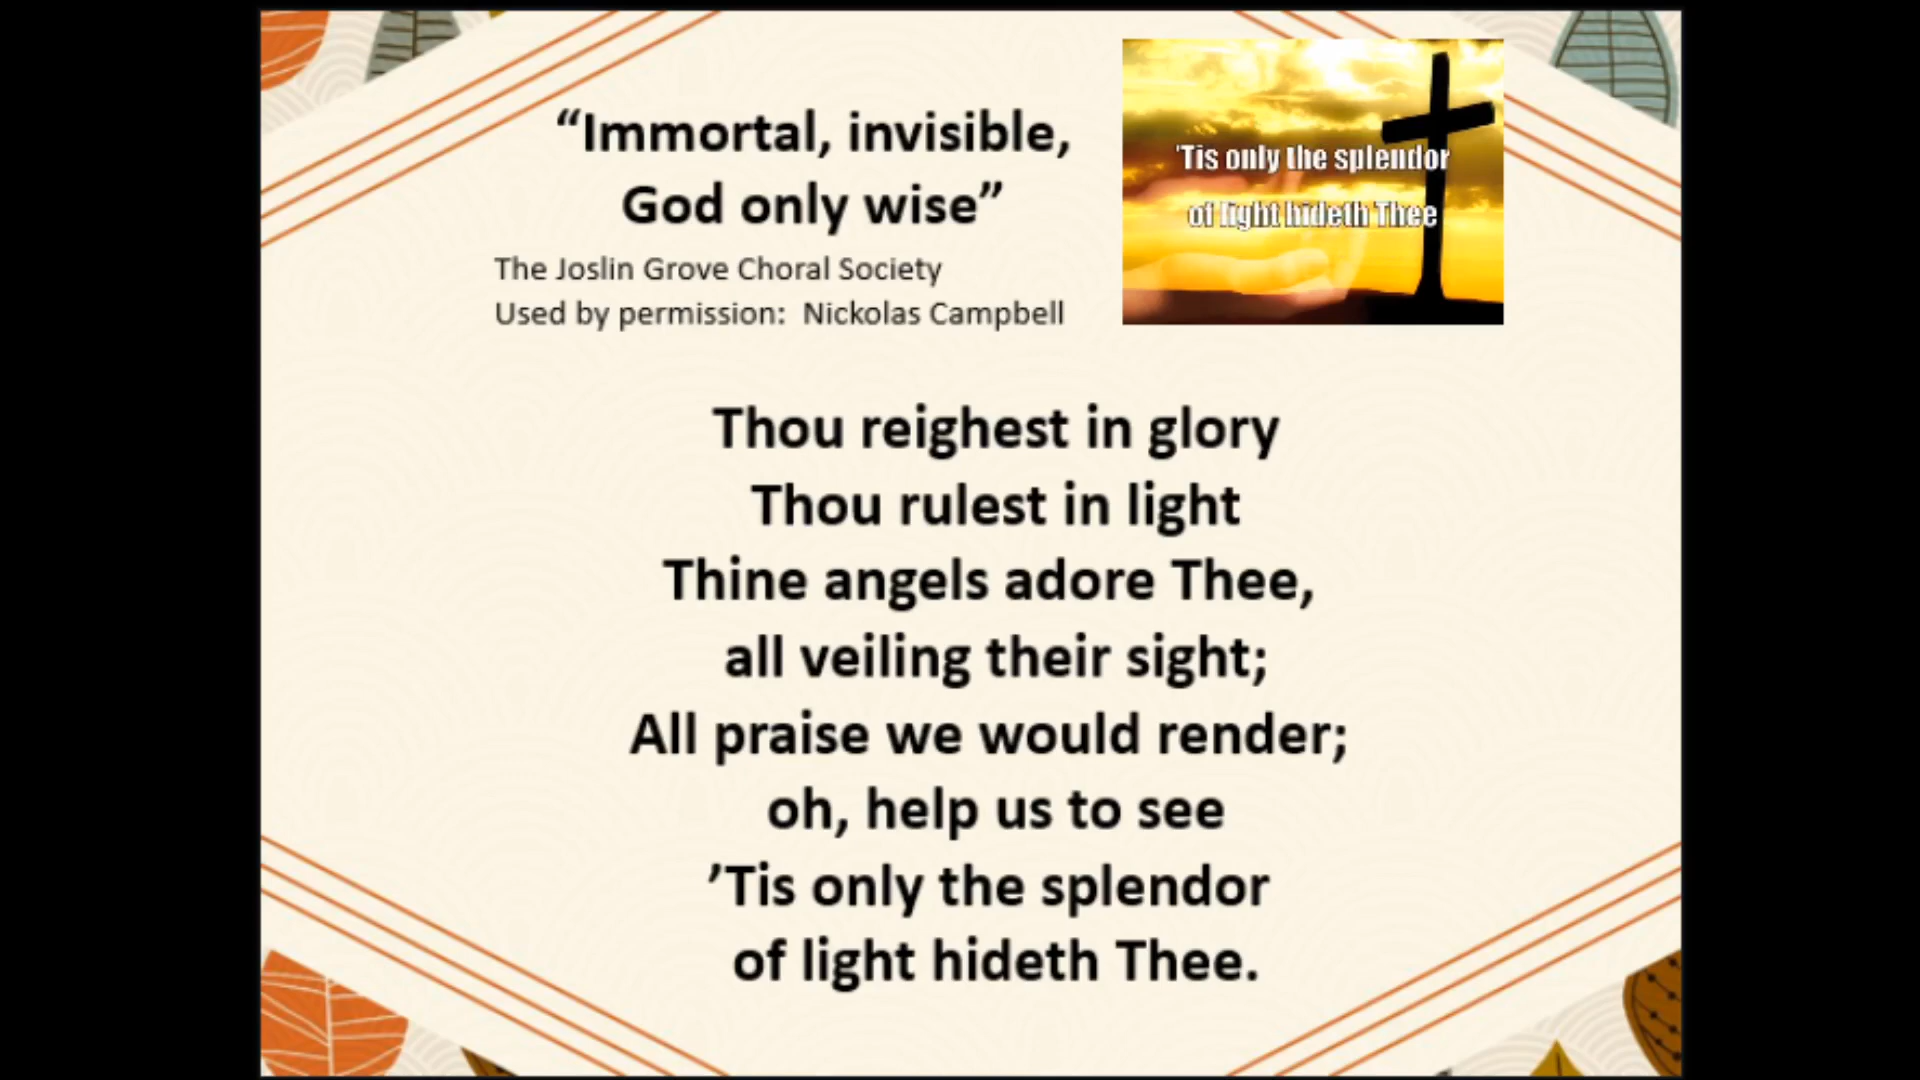 “Immortal, invisible,
God only wise”
The Joslin Grove Choral Society
Used by permission:  Nickolas Campbell
'Tis only the splendor
of light hideth Thee
Thou reighest in glory
Thou rulest in light
Thine angels adore Thee,
all veiling their sight;
All praise we would render;
oh, help us to see
’Tis only the splendor
of light hideth Thee.